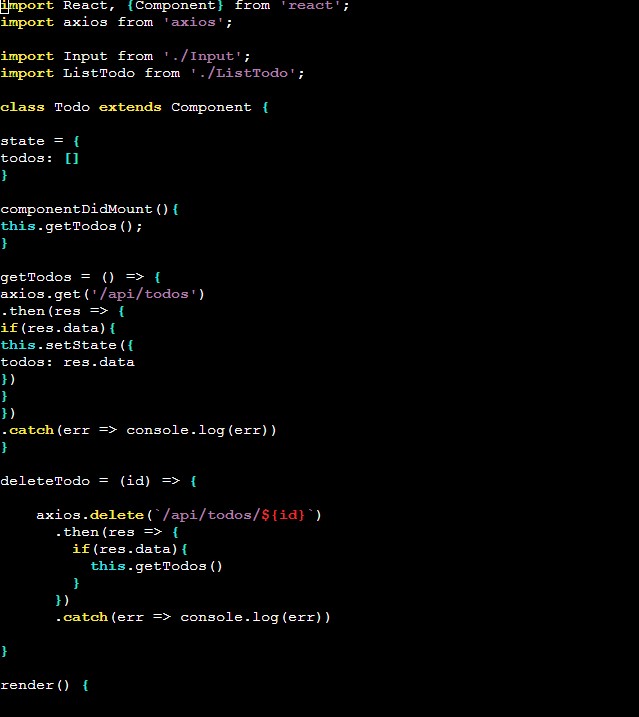 import React, {Component} from 'react';
import axios from 'axios';
import Input from './Input';
import ListTodo from './ListTodo';
class Todo extends Component {
state = {
todos: []
}
componentDidMount(){
this.getTodos();
}
getTodos = () => {
axios.get('/api/todos')
.then(res => {
if(res.data){
this.setState({
todos: res.data
})
}
})
.catch(err => console.log(err))
}
deleteTodo = (id) => {
axios.delete(`/api/todos/${id}`)
.then(res => {
if(res.data){
this.getTodos()
}
})
.catch(err => console.log(err))
}
render() {